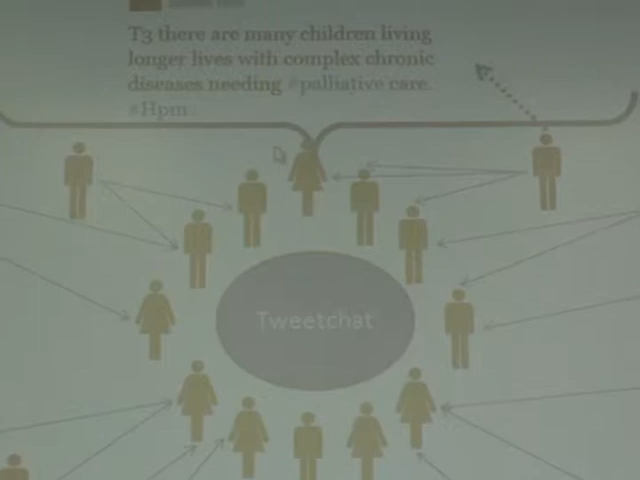 T3 there are many children living
longer lives with complex chronic
diseases needing #palliative care.
#Hpm
Tweetchat